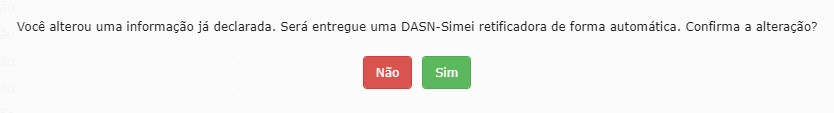 Você alterou uma informação já declarada. Será entregue uma DASN-Simei retificadora de forma automática. Confirma a alteração?
Não Sim